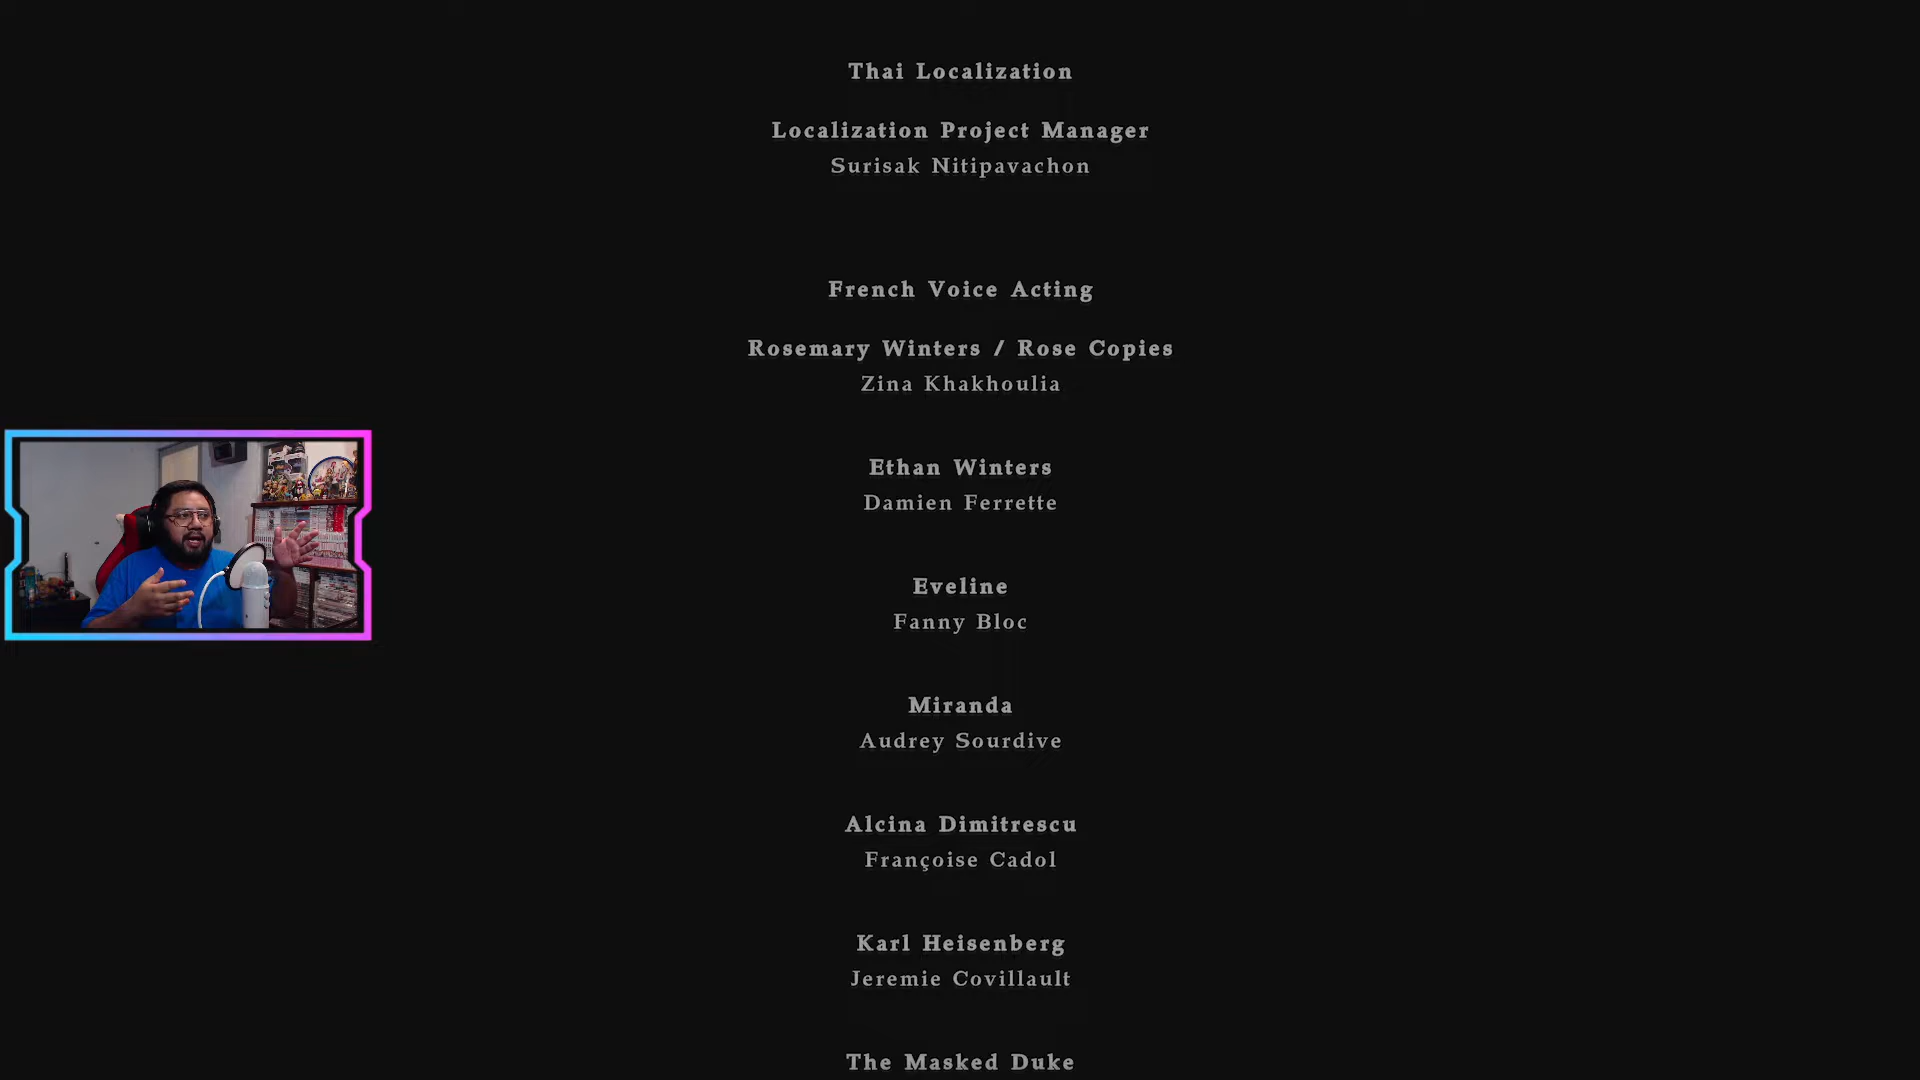 Thai Localization
Localization Project Manager
Surisak Nitipavachon
French Voice Acting
Rosemary Winters / Rose Copies
Zina Khakhoulia
Ethan Winters
Damien Ferrette
Eveline
Fanny Bloc
Miranda
Audrey Sourdive
Alcina Dimitrescu
Françoise Cadol
Karl Heisenberg
Jeremie Covillault
The Masked Duke